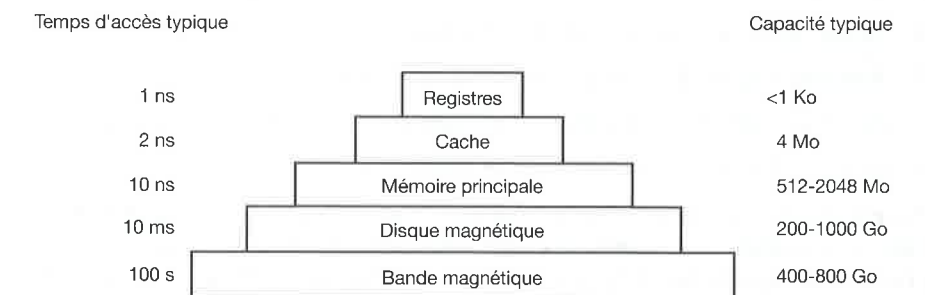 Temps d'accès typique Capacité typique
1 ns Registres <1 Ko
2 ns Cache 4 Mo
10 ns Mémoire principale 512-2048 Mo
10 ms Disque magnétique 200-1000 Go
100 s Bande magnétique 400-800 Go